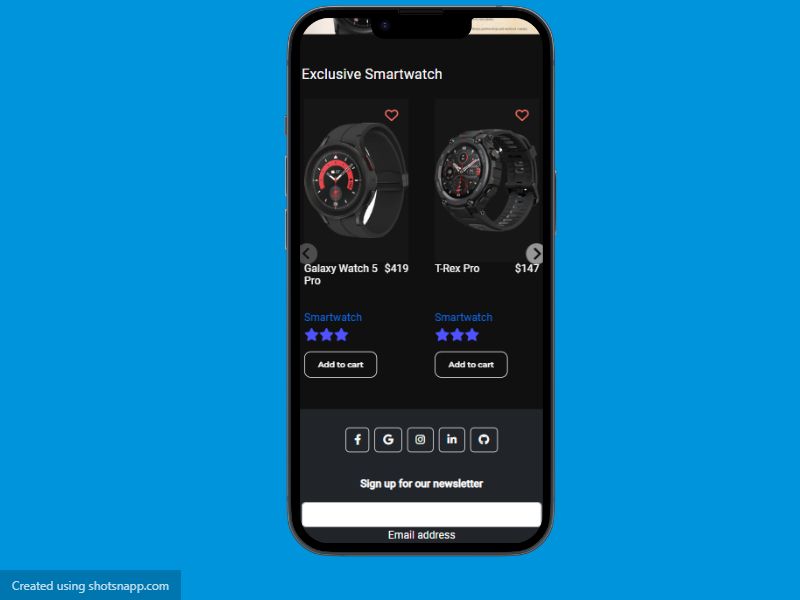 Exclusive Smartwatch
Galaxy Watch 5 $419
Pro
T-Rex Pro $147
Smartwatch
Smartwatch
Add to cart
Add to cart
Sign up for our newsletter
Email address
Created using shotsnapp.com